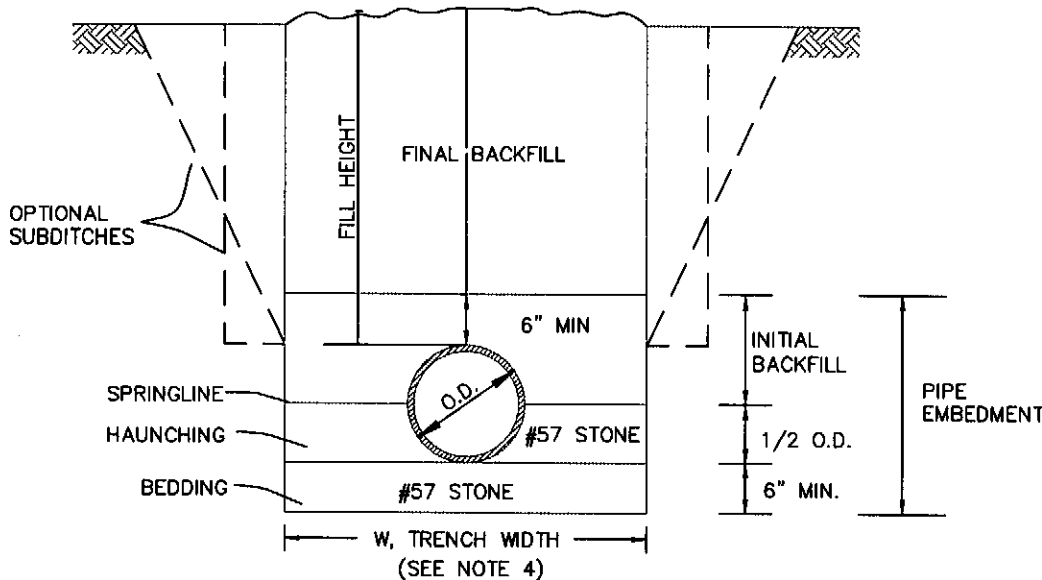 FILL HEIGHT
FINAL BACKFILL
OPTIONAL
SUBDITCHES
6" MIN
INITIAL
BACKFILL
SPRINGLINE
O.D.
PIPE
EMBEDMENT
HAUNCHING
#57 STONE
1/2 O.D.
BEDDING
#57 STONE
6" MIN.
W, TRENCH WIDTH
(SEE NOTE 4)